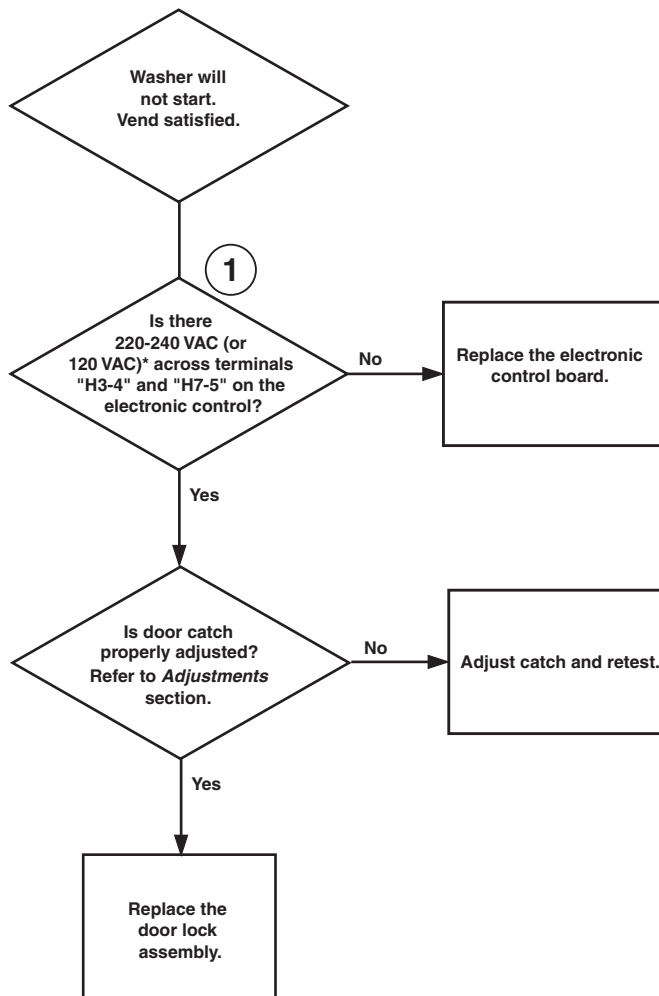 Washer will
not start.
Vend satisfied.
1
Is there
220-240 VAC (or
120 VAC)* across terminals
"H3-4" and "H7-5" on the
electronic control?
No
Replace the electronic
control board.
Yes
Is door catch
properly adjusted?
Refer to Adjustments
section.
No
Adjust catch and retest.
Yes
Replace the
door lock
assembly.